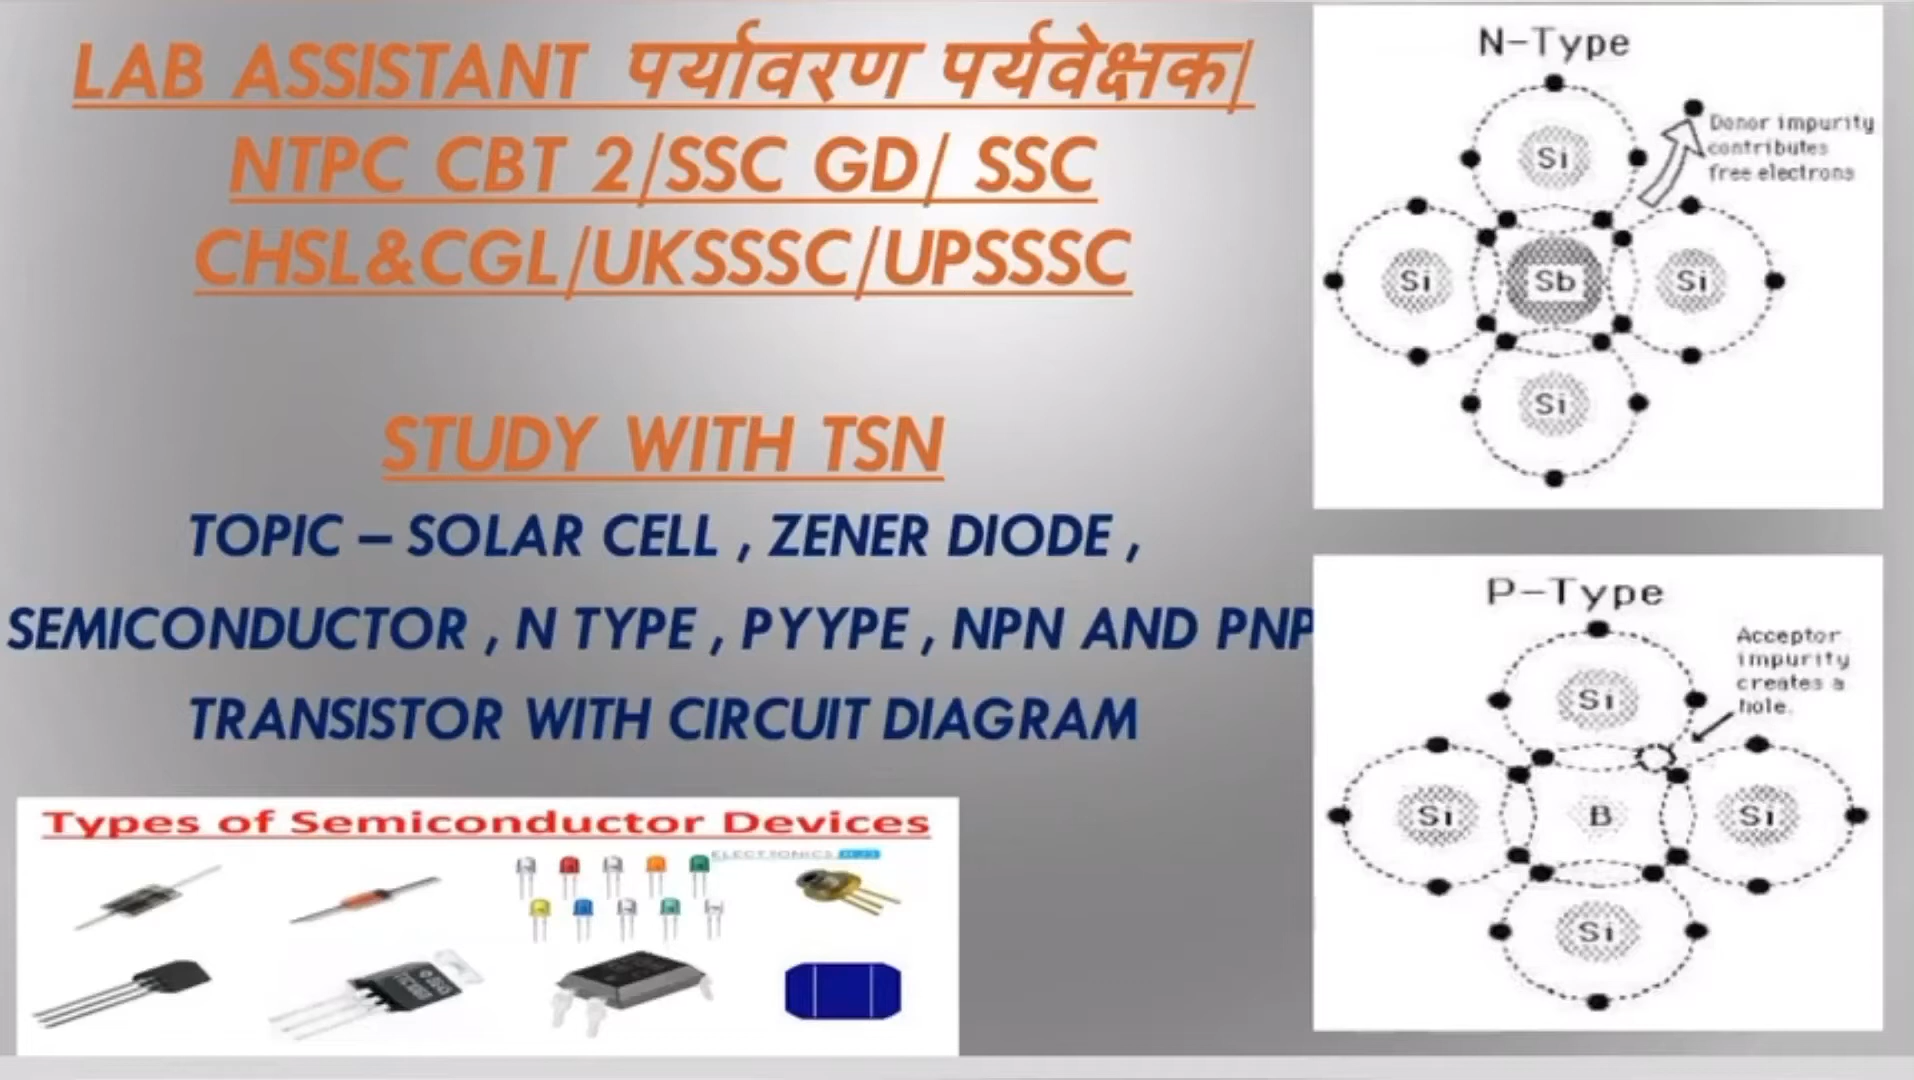 LAB ASSISTANT पर्यावरण पर्यवेक्षक|
NTPC CBT 2/SSC GD/ SSC
CHSL&CGL/UKSSSC/UPSSSC
STUDY WITH TSN
TOPIC – SOLAR CELL , ZENER DIODE ,
SEMICONDUCTOR , N TYPE , PYYPE , NPN AND PNP
TRANSISTOR WITH CIRCUIT DIAGRAM
Types of Semiconductor Devices
N-Type
Donor impurity
contributes
free electrons
Si
Si
Sb
Si
Si
P-Type
Acceptor
impurity
creates a
hole.
Si
Si
B
Si
Si